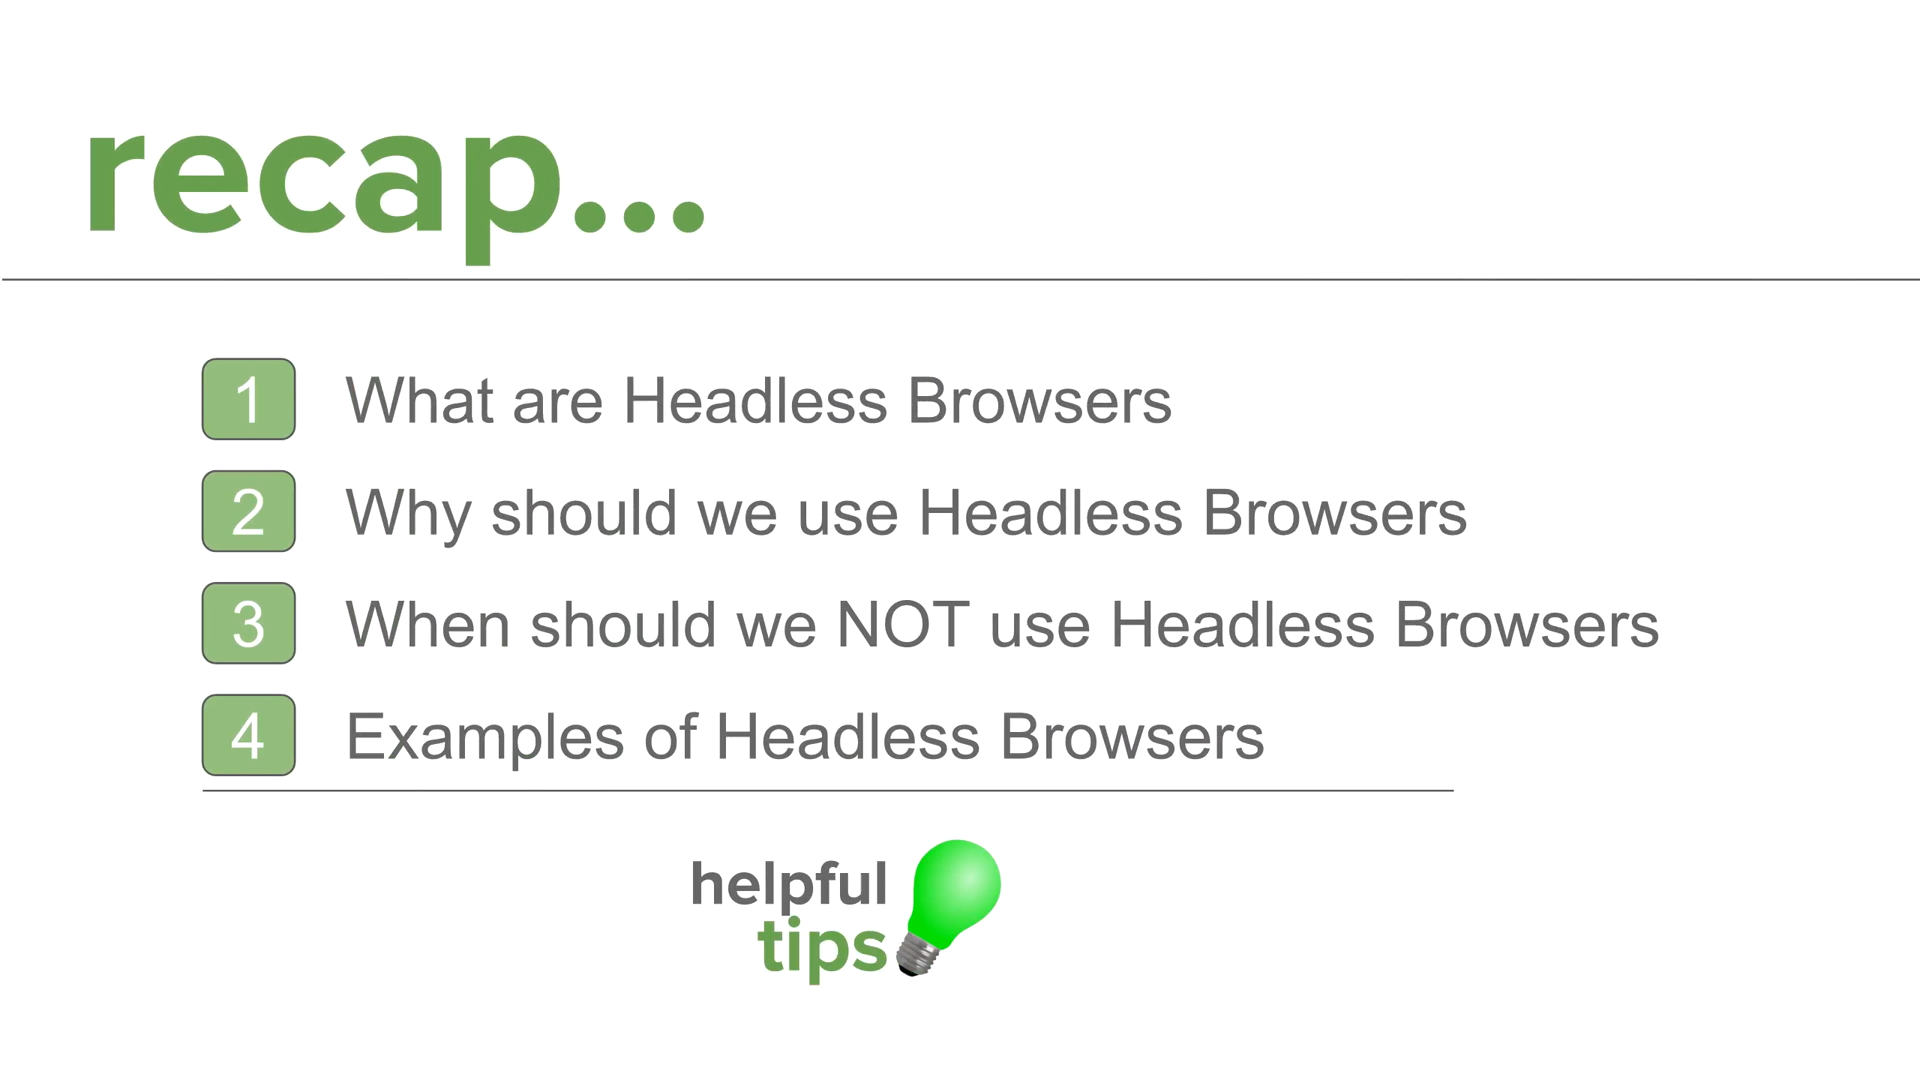 recap...
1 What are Headless Browsers
2 Why should we use Headless Browsers
3 When should we NOT use Headless Browsers
4 Examples of Headless Browsers
helpful
tips